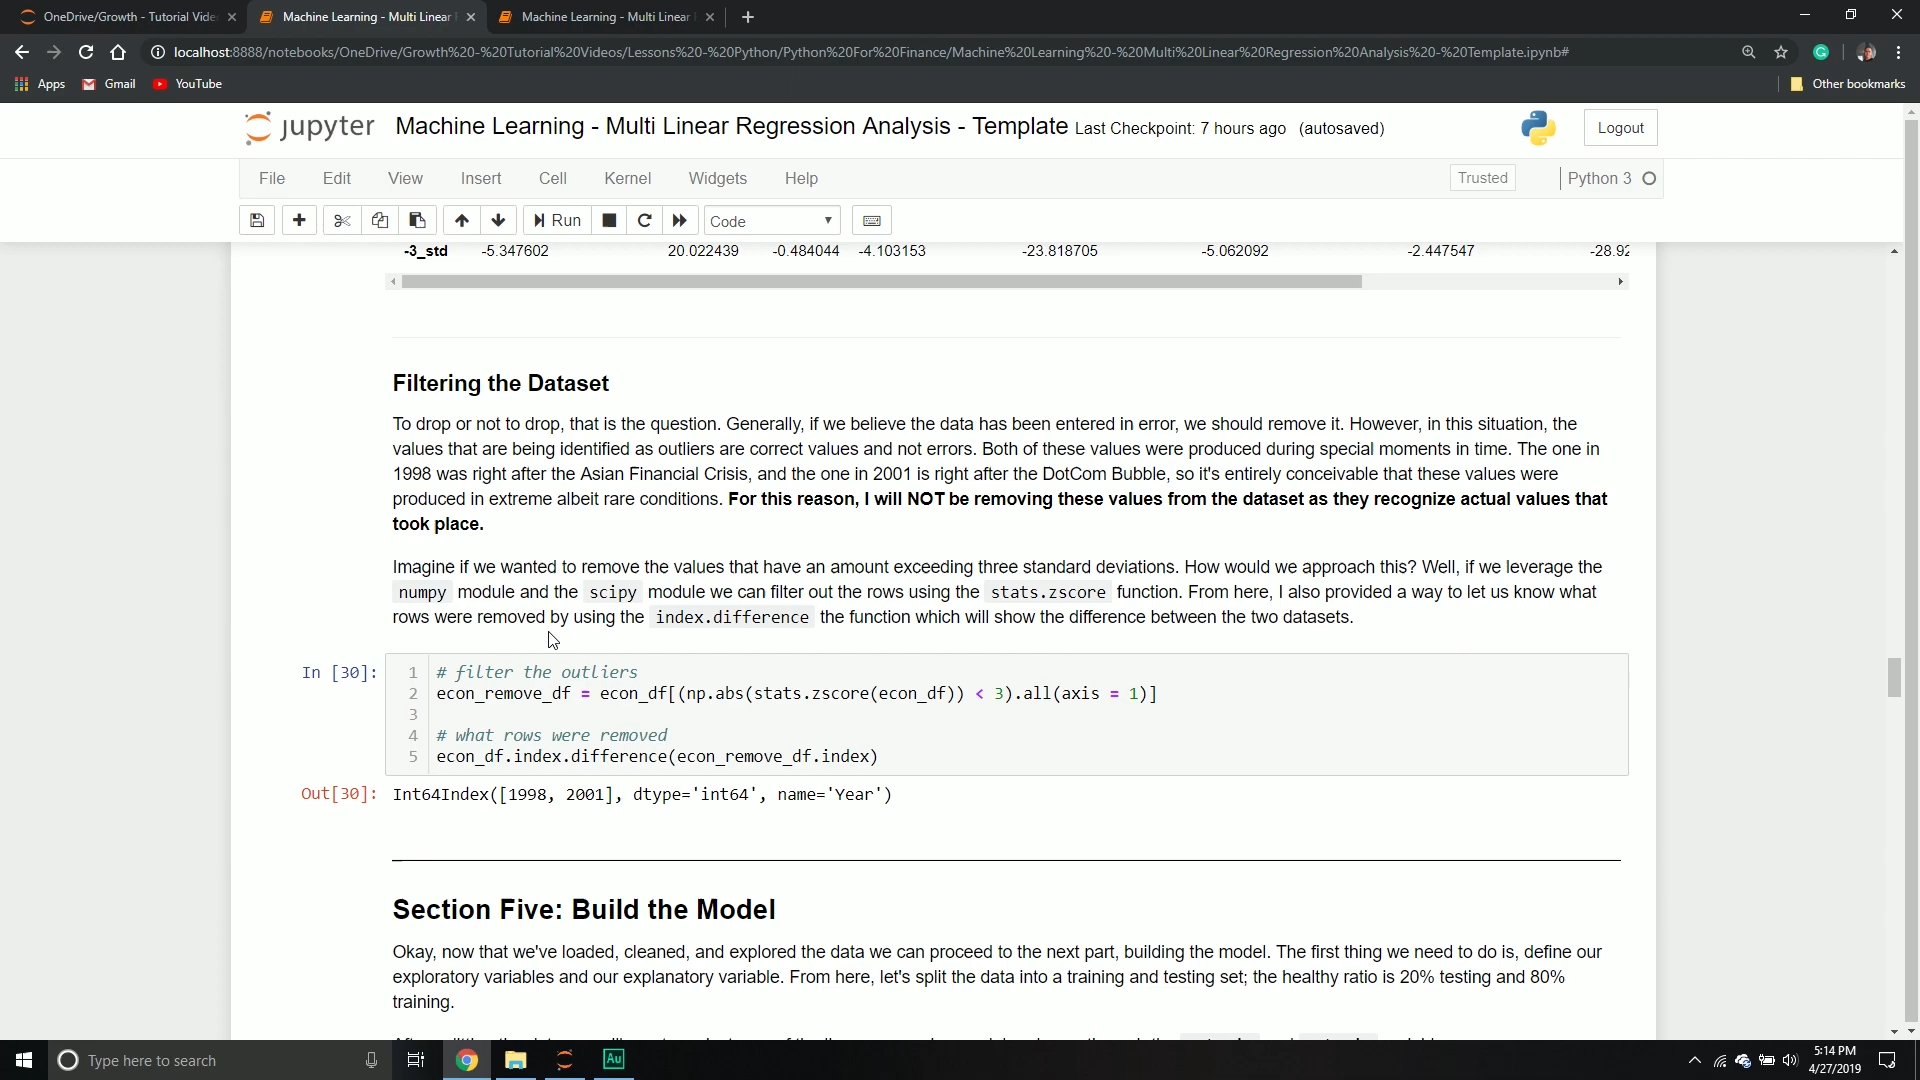 OneDrive/Growth - Tutorial Vide
Machine Learning - Multi Linear
Machine Learning - Multi Linear
localhost:8888/notebooks/OneDrive/Growth%20-%20Tutorial%20Videos/Lessons%20-%20Python/Python%20For%20Finance/Machine%20Learning%20-%20Multi%20Linear%20Regression%20Analysis%20-%20Template.ipynb#
Apps Gmail YouTube Other bookmarks
jupyter Machine Learning - Multi Linear Regression Analysis - Template Last Checkpoint: 7 hours ago (autosaved) Logout
File Edit View Insert Cell Kernel Widgets Help Trusted Python 3
Run Code
-3_std -5.347602 20.022439 -0.484044 -4.103153 -23.818705 -5.062092 -2.447547 -28.92
Filtering the Dataset
To drop or not to drop, that is the question. Generally, if we believe the data has been entered in error, we should remove it. However, in this situation, the
values that are being identified as outliers are correct values and not errors. Both of these values were produced during special moments in time. The one in
1998 was right after the Asian Financial Crisis, and the one in 2001 is right after the DotCom Bubble, so it's entirely conceivable that these values were
produced in extreme albeit rare conditions. For this reason, I will NOT be removing these values from the dataset as they recognize actual values that
took place.
Imagine if we wanted to remove the values that have an amount exceeding three standard deviations. How would we approach this? Well, if we leverage the
numpy module and the scipy module we can filter out the rows using the stats.zscore function. From here, I also provided a way to let us know what
rows were removed by using the index.difference the function which will show the difference between the two datasets.
In [30]: 1 # filter the outliers
2 econ_remove_df = econ_df[(np.abs(stats.zscore(econ_df)) < 3).all(axis = 1)]
3
4 # what rows were removed
5 econ_df.index.difference(econ_remove_df.index)
Out[30]: Int64Index([1998, 2001], dtype='int64', name='Year')
Section Five: Build the Model
Okay, now that we've loaded, cleaned, and explored the data we can proceed to the next part, building the model. The first thing we need to do is, define our
exploratory variables and our explanatory variable. From here, let's split the data into a training and testing set; the healthy ratio is 20% testing and 80%
training.
Type here to search
Au
5:14 PM
4/27/2019